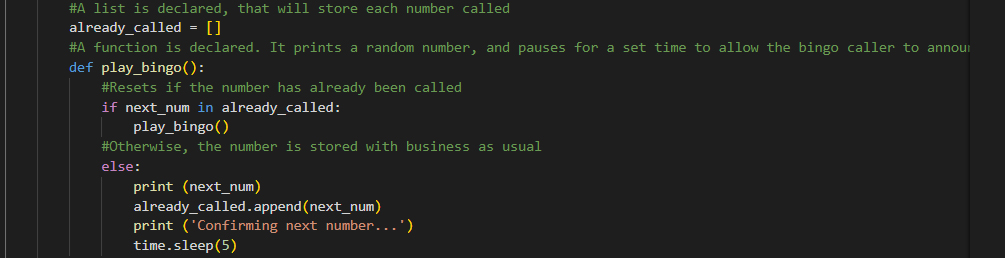 #A list is declared, that will store each number called
already_called = []
#A function is declared. It prints a random number, and pauses for a set time to allow the bingo caller to
def play_bingo():
#Resets if the number has already been called
if next_num in already_called:
play_bingo()
#Otherwise, the number is stored with business as usual
else:
print (next_num)
already_called.append(next_num)
print ('Confirming next number...')
time.sleep(5)